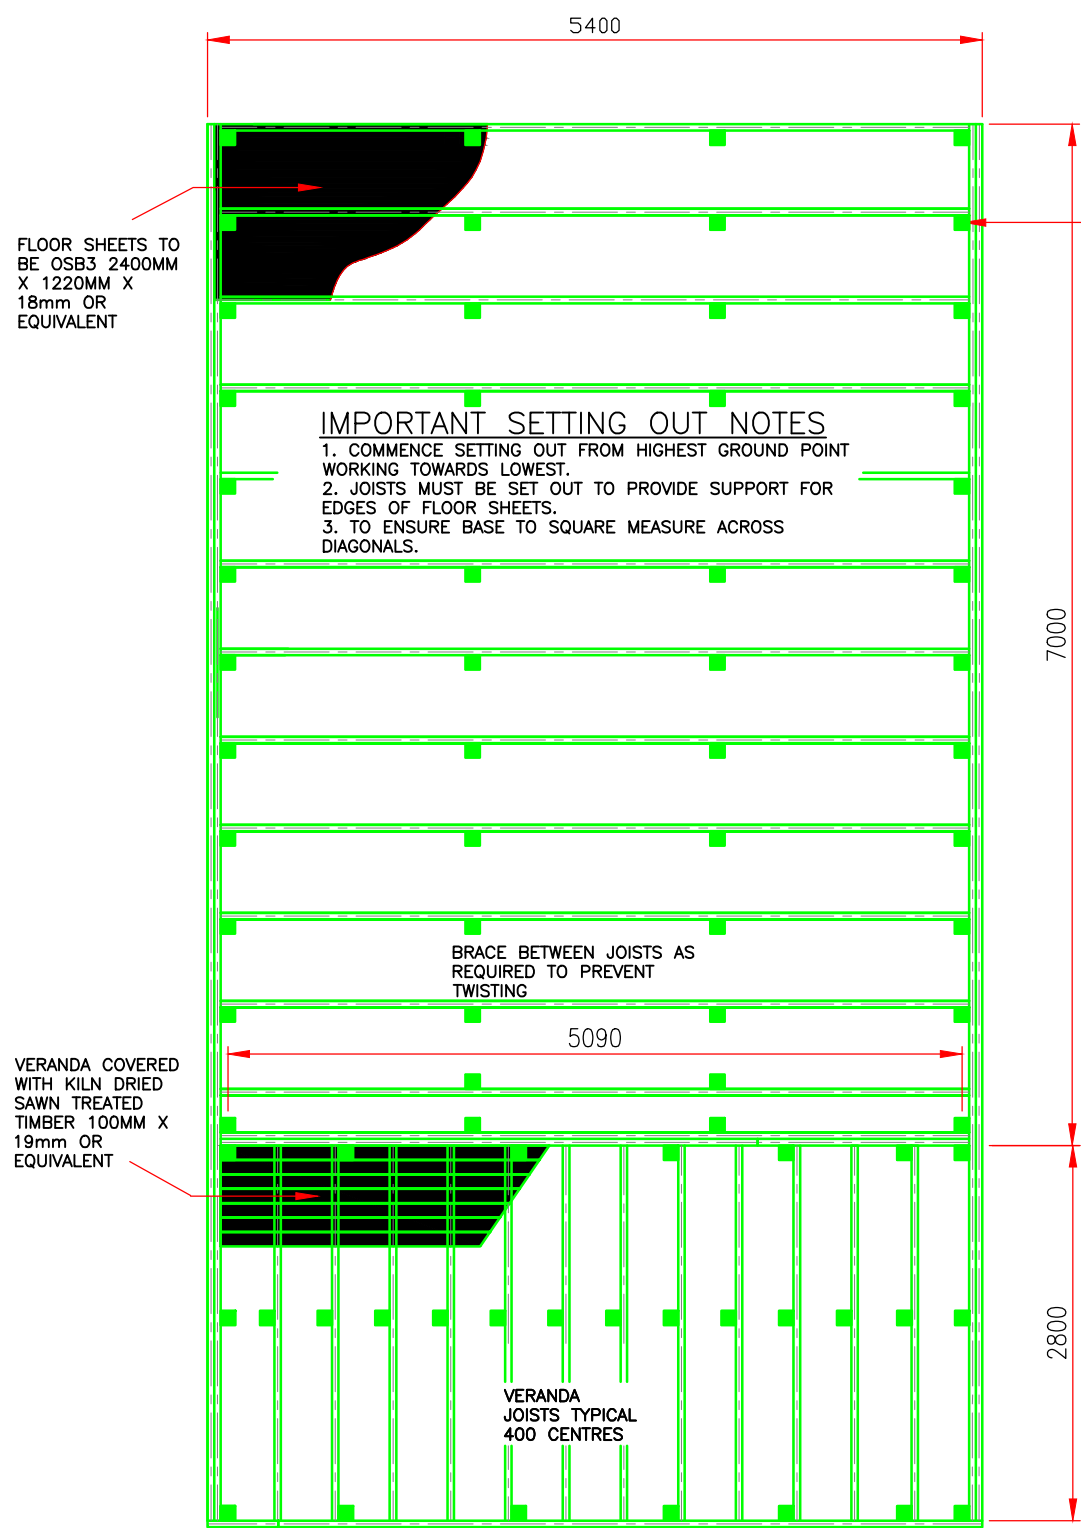 5400
FLOOR SHEETS TO
BE OSB3 2400MM
X 1220MM X
18mm OR
EQUIVALENT
IMPORTANT SETTING OUT NOTES
1. COMMENCE SETTING OUT FROM HIGHEST GROUND POINT
WORKING TOWARDS LOWEST.
2. JOISTS MUST BE SET OUT TO PROVIDE SUPPORT FOR
EDGES OF FLOOR SHEETS.
3. TO ENSURE BASE TO SQUARE MEASURE ACROSS
DIAGONALS.
7000
BRACE BETWEEN JOISTS AS
REQUIRED TO PREVENT
TWISTING
5090
VERANDA COVERED
WITH KILN DRIED
SAWN TREATED
TIMBER 100MM X
19mm OR
EQUIVALENT
2800
VERANDA
JOISTS TYPICAL
400 CENTRES